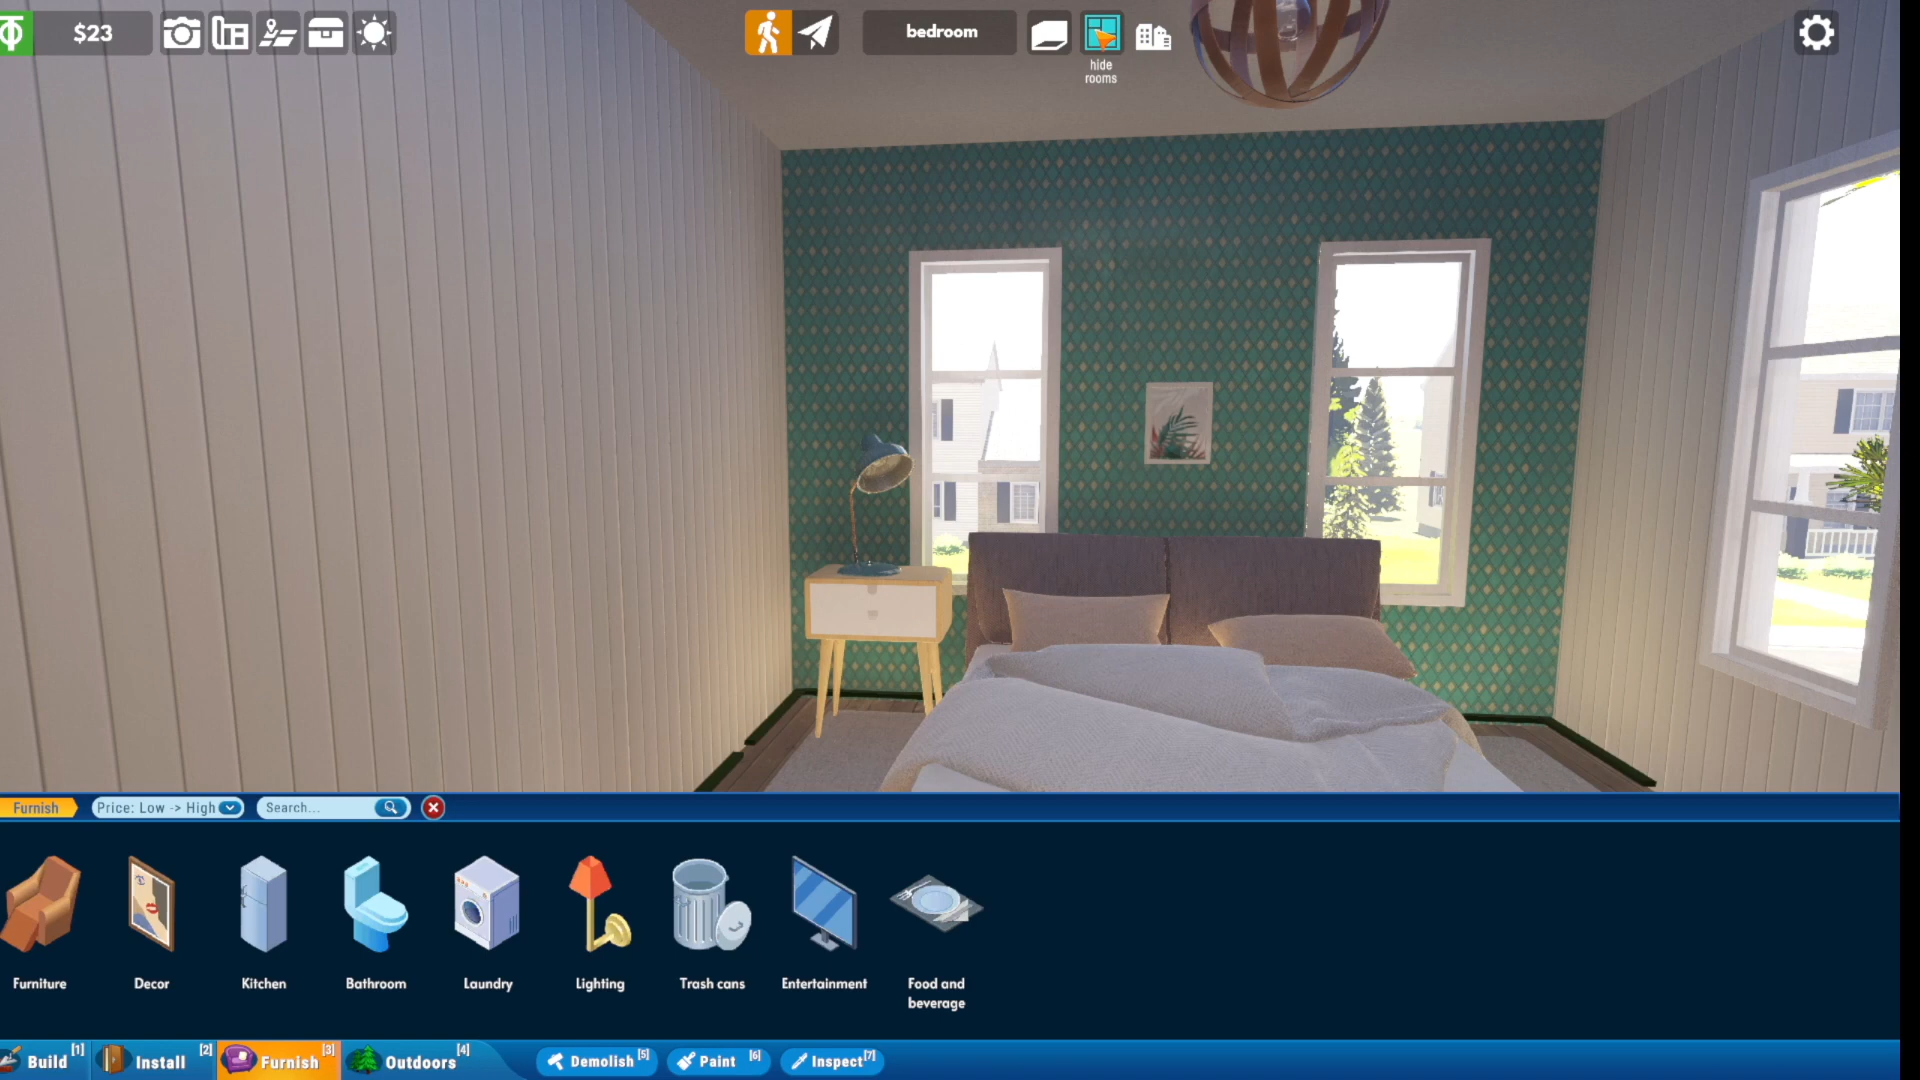 $23
bedroom
hide
rooms
Furnish
Price: Low -> High
Search...
Furniture
Decor
Kitchen
Bathroom
Laundry
Lighting
Trash cans
Entertainment
Food and
beverage
Build [1]
Install [2]
Furnish [3]
Outdoors [4]
Demolish [5]
Paint [6]
Inspect [7]